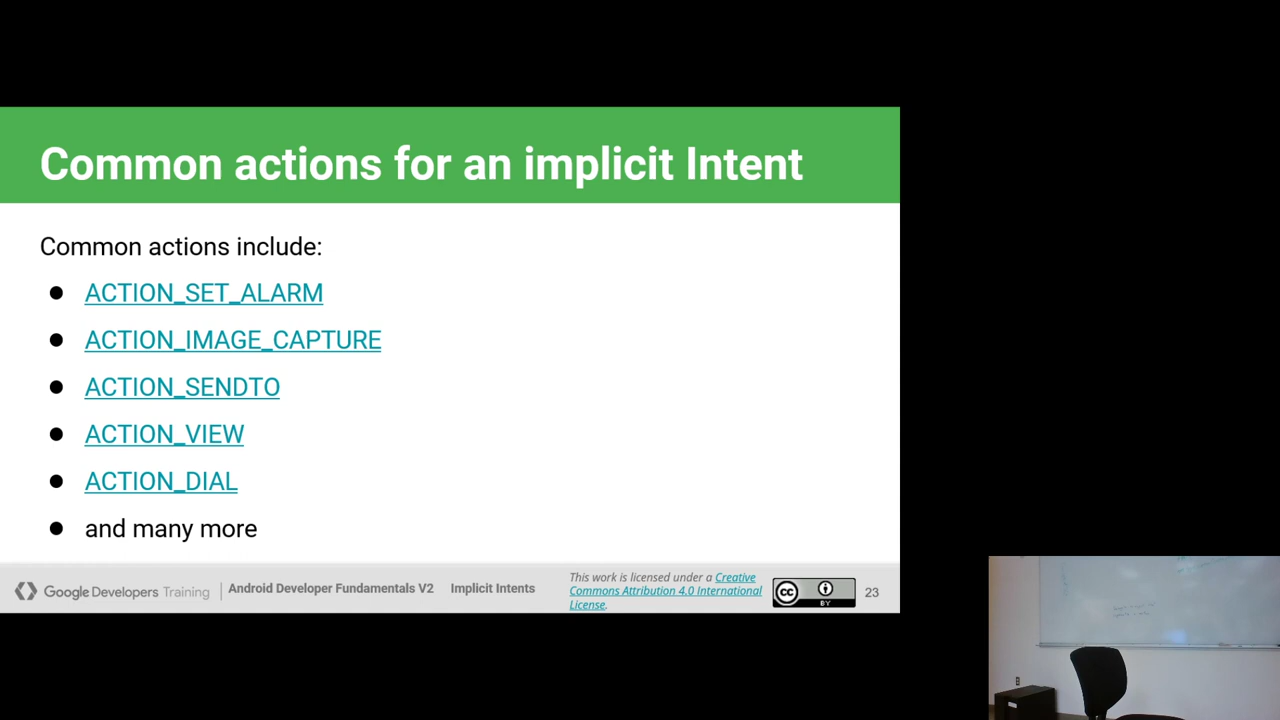 Common actions for an implicit Intent
Common actions include:
● ACTION_SET_ALARM
● ACTION_IMAGE_CAPTURE
● ACTION_SENDTO
● ACTION_VIEW
● ACTION_DIAL
● and many more
Google Developers Training
Android Developer Fundamentals V2
Implicit Intents
This work is licensed under a Creative
Commons Attribution 4.0 International
License.
cc
BY
23